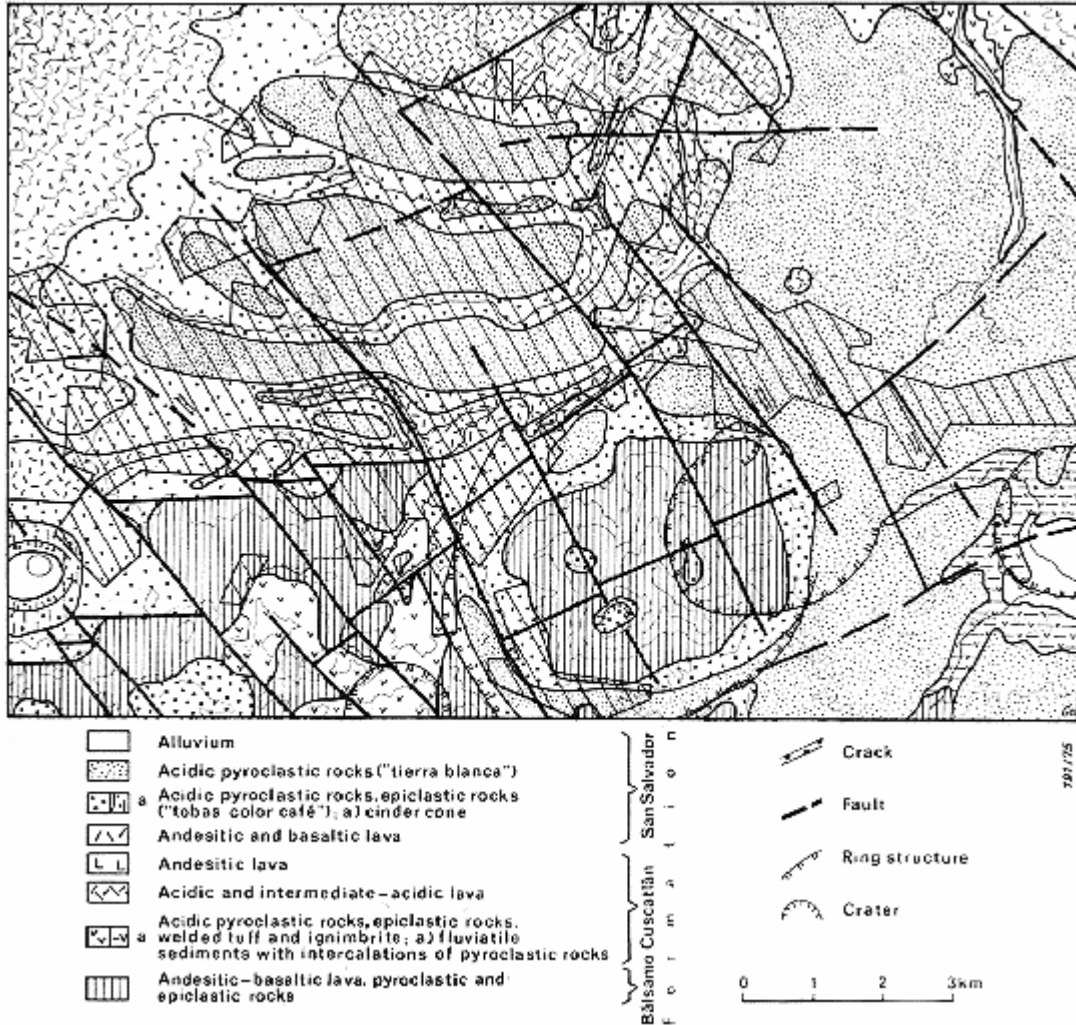 Alluvium
Acidic pyroclastic rocks ("tierra blanca")
a Acidic pyroclastic rocks, epiclastic rocks
("tobas color café"); a) cinder cone
Andesitic and basaltic lava
Andesitic lava
Acidic and intermediate-acidic lava
a Acidic pyroclastic rocks, epiclastic rocks,
welded tuff and ignimbrite; a) fluviatile
sediments with intercalations of pyroclastic rocks
Andesitic-basaltic lava, pyroclastic and
epiclastic rocks
San Salvador
Cuscatlán
Bálsamo
Formation
Crack
Fault
Ring structure
Crater
0 1 2 3km